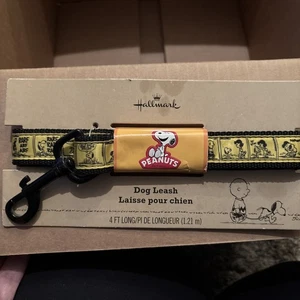 Hallmark
PEANUTS
Dog Leash
Laisse pour chien
4 FT LONG/PI DE LONGUEUR (1.21 m)